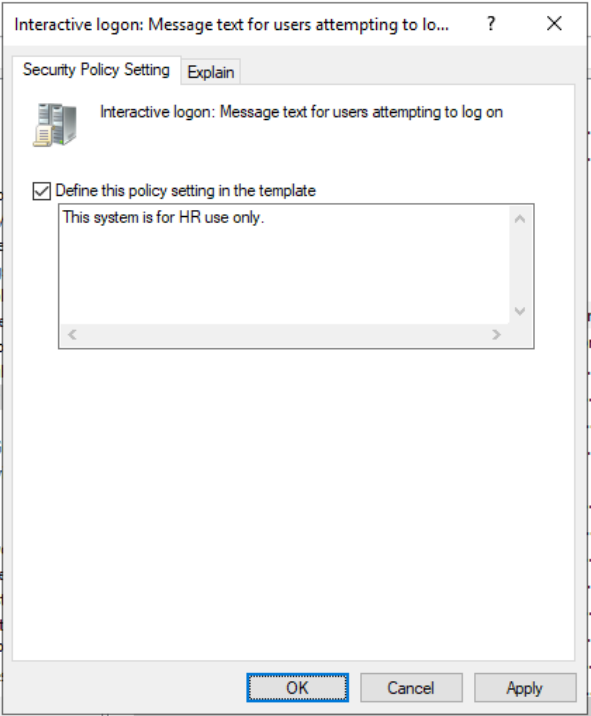 Interactive logon: Message text for users attempting to lo...
?
Security Policy Setting
Explain
Interactive logon: Message text for users attempting to log on
Define this policy setting in the template
This system is for HR use only.
OK
Cancel
Apply